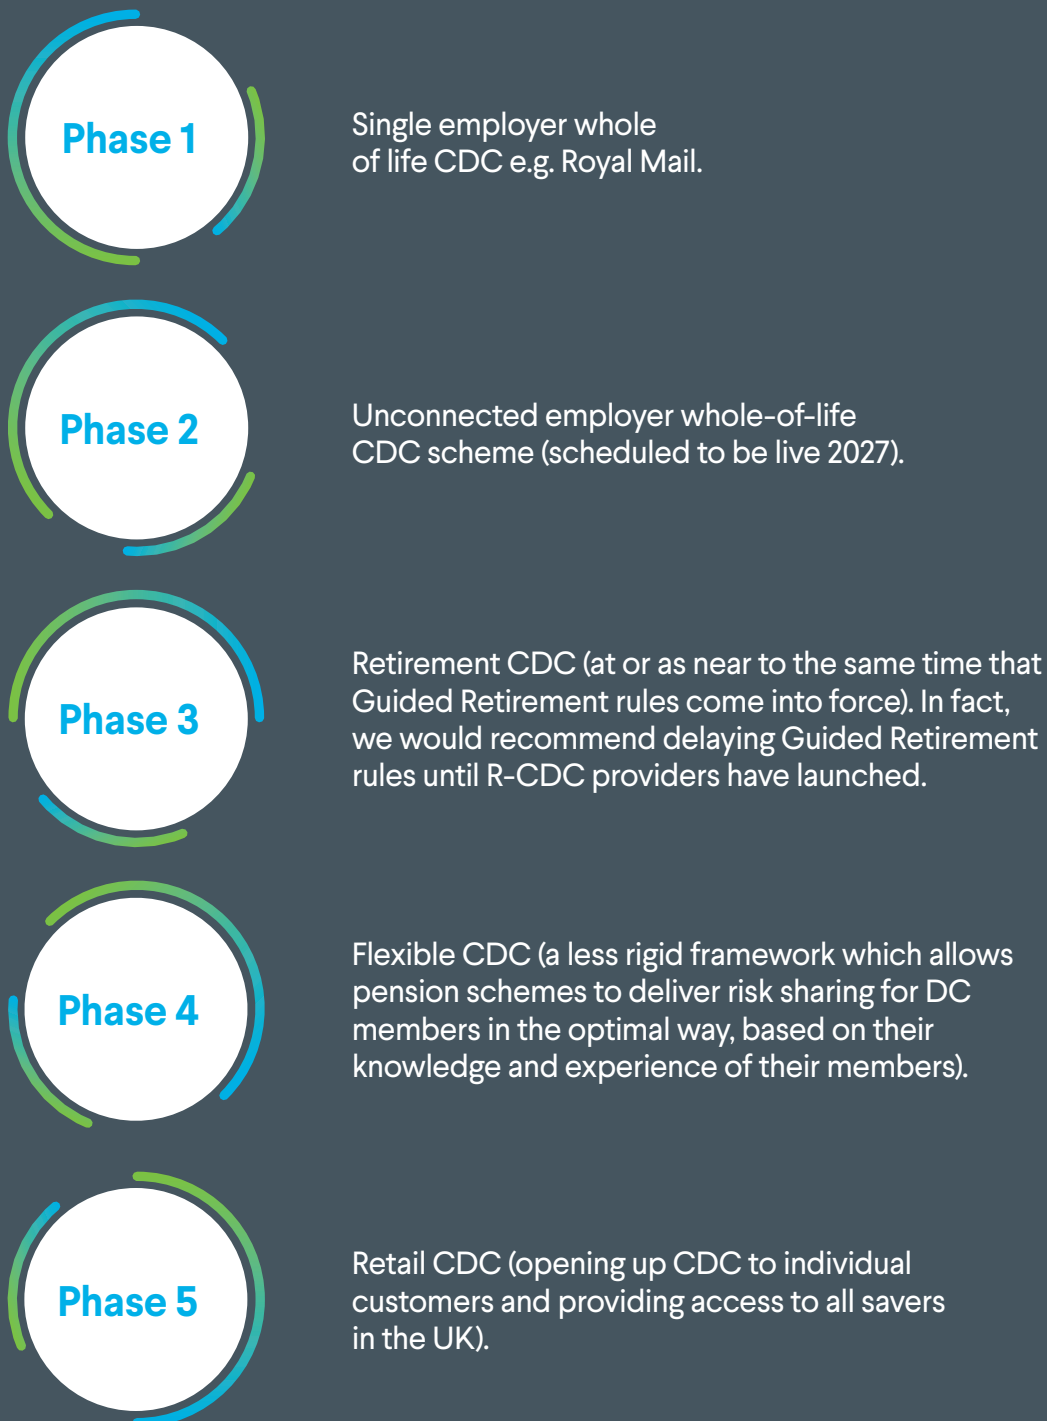 Phase 1
Single employer whole
of life CDC e.g. Royal Mail.
Phase 2
Unconnected employer whole-of-life
CDC scheme (scheduled to be live 2027).
Phase 3
Retirement CDC (at or as near to the same time that
Guided Retirement rules come into force). In fact,
we would recommend delaying Guided Retirement
rules until R-CDC providers have launched.
Phase 4
Flexible CDC (a less rigid framework which allows
pension schemes to deliver risk sharing for DC
members in the optimal way, based on their
knowledge and experience of their members).
Phase 5
Retail CDC (opening up CDC to individual
customers and providing access to all savers
in the UK).